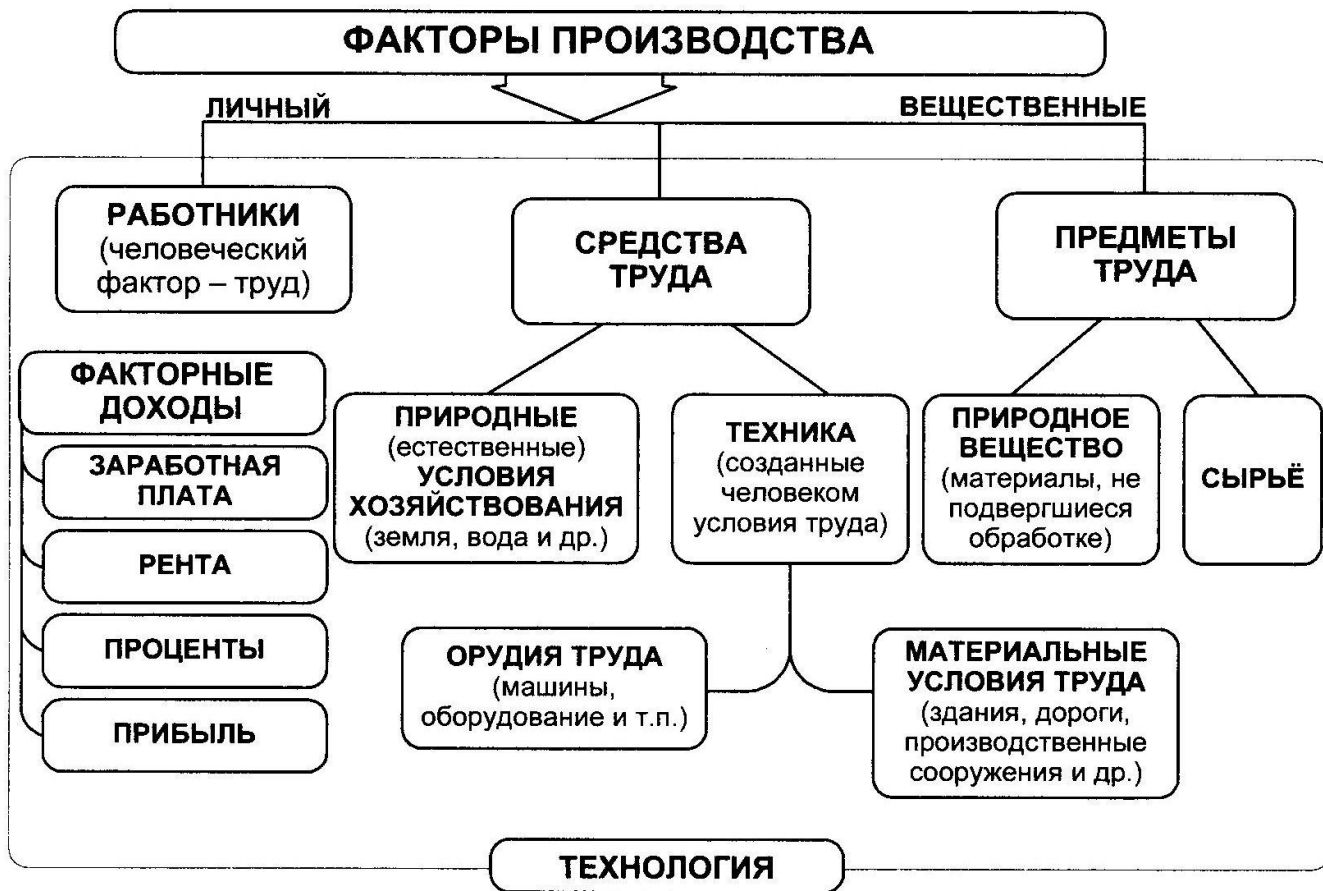 ФАКТОРЫ ПРОИЗВОДСТВА
ЛИЧНЫЙ
ВЕЩЕСТВЕННЫЕ
РАБОТНИКИ
(человеческий
фактор – труд)
СРЕДСТВА
ТРУДА
ПРЕДМЕТЫ
ТРУДА
ФАКТОРНЫЕ
ДОХОДЫ
ЗАРАБОТНАЯ
ПЛАТА
РЕНТА
ПРОЦЕНТЫ
ПРИБЫЛЬ
ПРИРОДНЫЕ
(естественные)
УСЛОВИЯ
ХОЗЯЙСТВОВАНИЯ
(земля, вода и др.)
ТЕХНИКА
(созданные
человеком
условия труда)
ПРИРОДНОЕ
ВЕЩЕСТВО
(материалы, не
подвергшиеся
обработке)
СЫРЬЁ
ОРУДИЯ ТРУДА
(машины,
оборудование и т.п.)
МАТЕРИАЛЬНЫЕ
УСЛОВИЯ ТРУДА
(здания, дороги,
производственные
сооружения и др.)
ТЕХНОЛОГИЯ